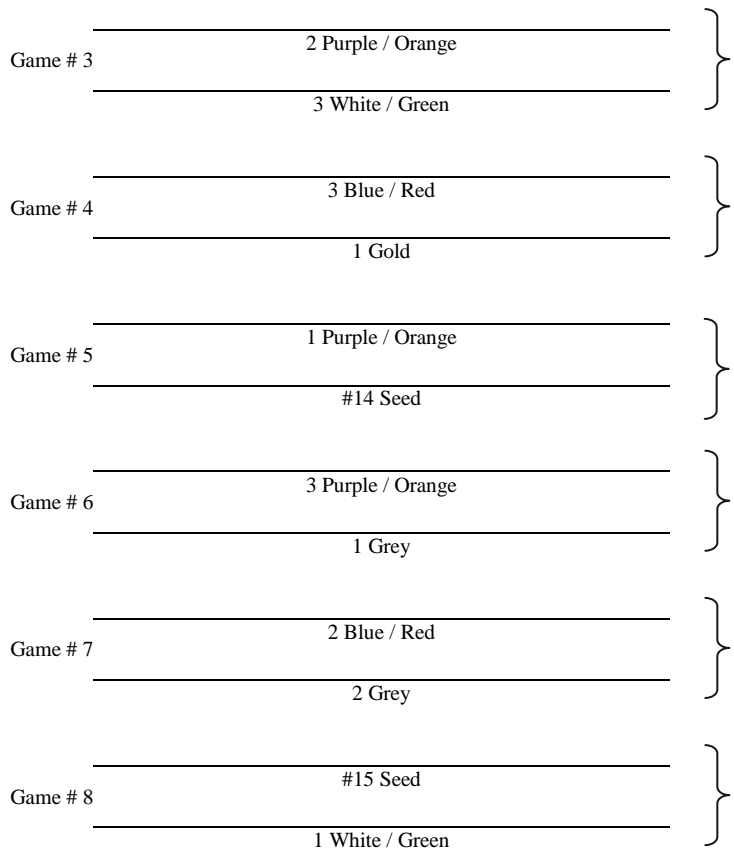 2 Purple / Orange
Game # 3
3 White / Green
3 Blue / Red
Game # 4
1 Gold
1 Purple / Orange
Game # 5
#14 Seed
3 Purple / Orange
Game # 6
1 Grey
2 Blue / Red
Game # 7
2 Grey
#15 Seed
Game # 8
1 White / Green